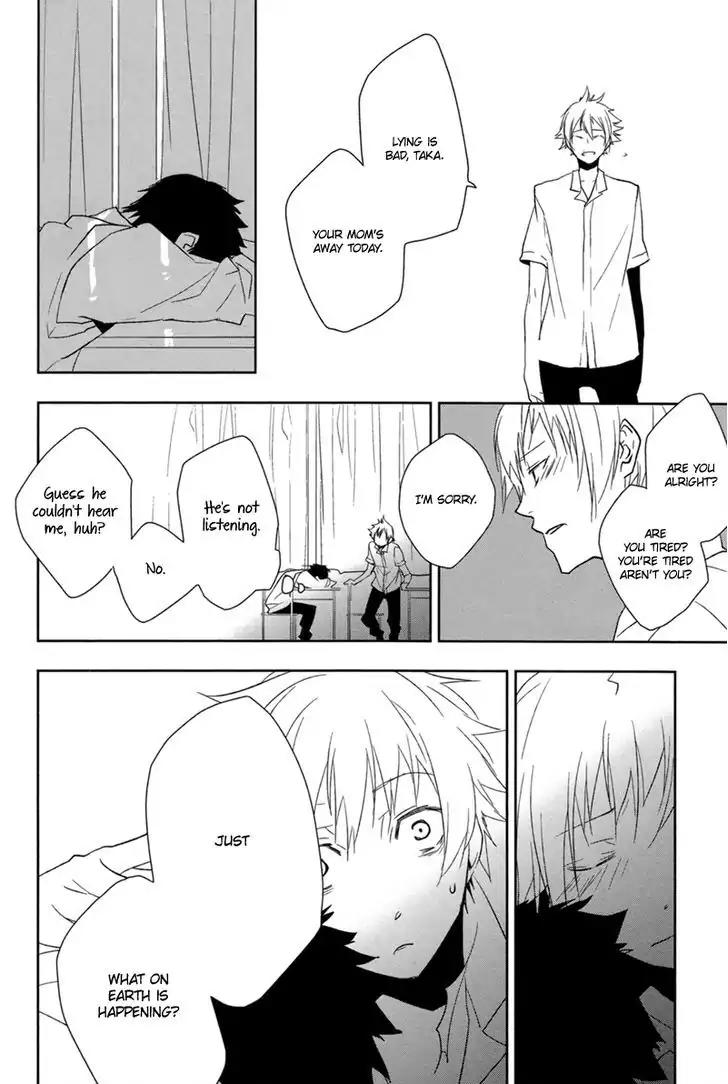 LYING IS
BAD, TAKA.
YOUR MOM'S
AWAY TODAY.
ARE YOU
ALRIGHT?
ARE
YOU TIRED?
YOU'RE TIRED
AREN'T YOU?
I'M SORRY.
He's not
listening.
No.
Guess he
couldn't hear
me, huh?
JUST
WHAT ON
EARTH IS
HAPPENING?